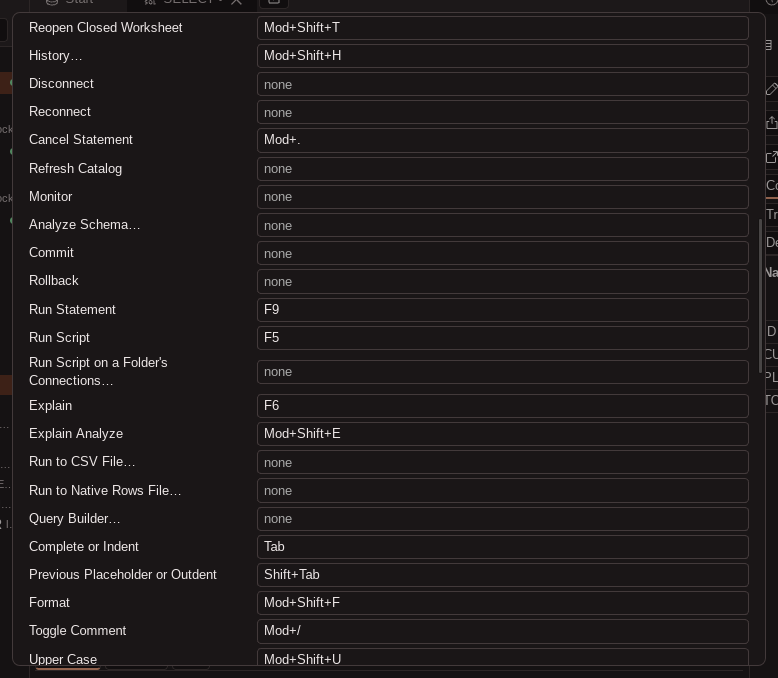 Start SQL SELECT
Reopen Closed Worksheet Mod+Shift+T
History… Mod+Shift+H
Disconnect none
Reconnect none
Cancel Statement Mod+.
Refresh Catalog none
Monitor none
Analyze Schema… none
Commit none
Rollback none
Run Statement F9
Run Script F5
Run Script on a Folder's
Connections… none
Explain F6
Explain Analyze Mod+Shift+E
Run to CSV File… none
Run to Native Rows File… none
Query Builder… none
Complete or Indent Tab
Previous Placeholder or Outdent Shift+Tab
Format Mod+Shift+F
Toggle Comment Mod+/
Upper Case Mod+Shift+U